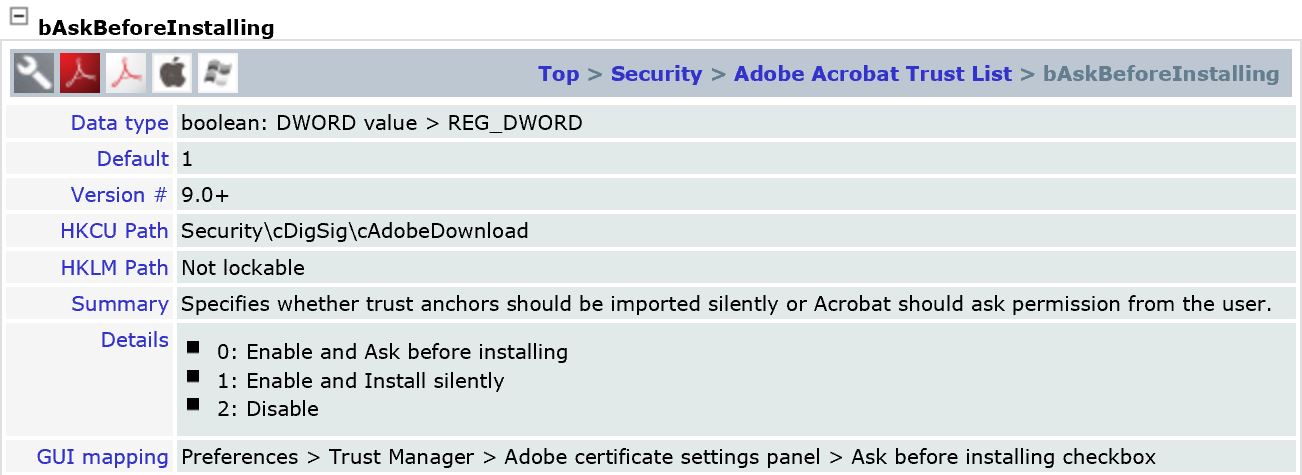 bAskBeforeInstalling
Top > Security > Adobe Acrobat Trust List > bAskBeforeInstalling
Data type boolean: DWORD value > REG_DWORD
Default 1
Version # 9.0+
HKCU Path Security\cDigSig\cAdobeDownload
HKLM Path Not lockable
Summary Specifies whether trust anchors should be imported silently or Acrobat should ask permission from the user.
Details
0: Enable and Ask before installing
1: Enable and Install silently
2: Disable
GUI mapping Preferences > Trust Manager > Adobe certificate settings panel > Ask before installing checkbox